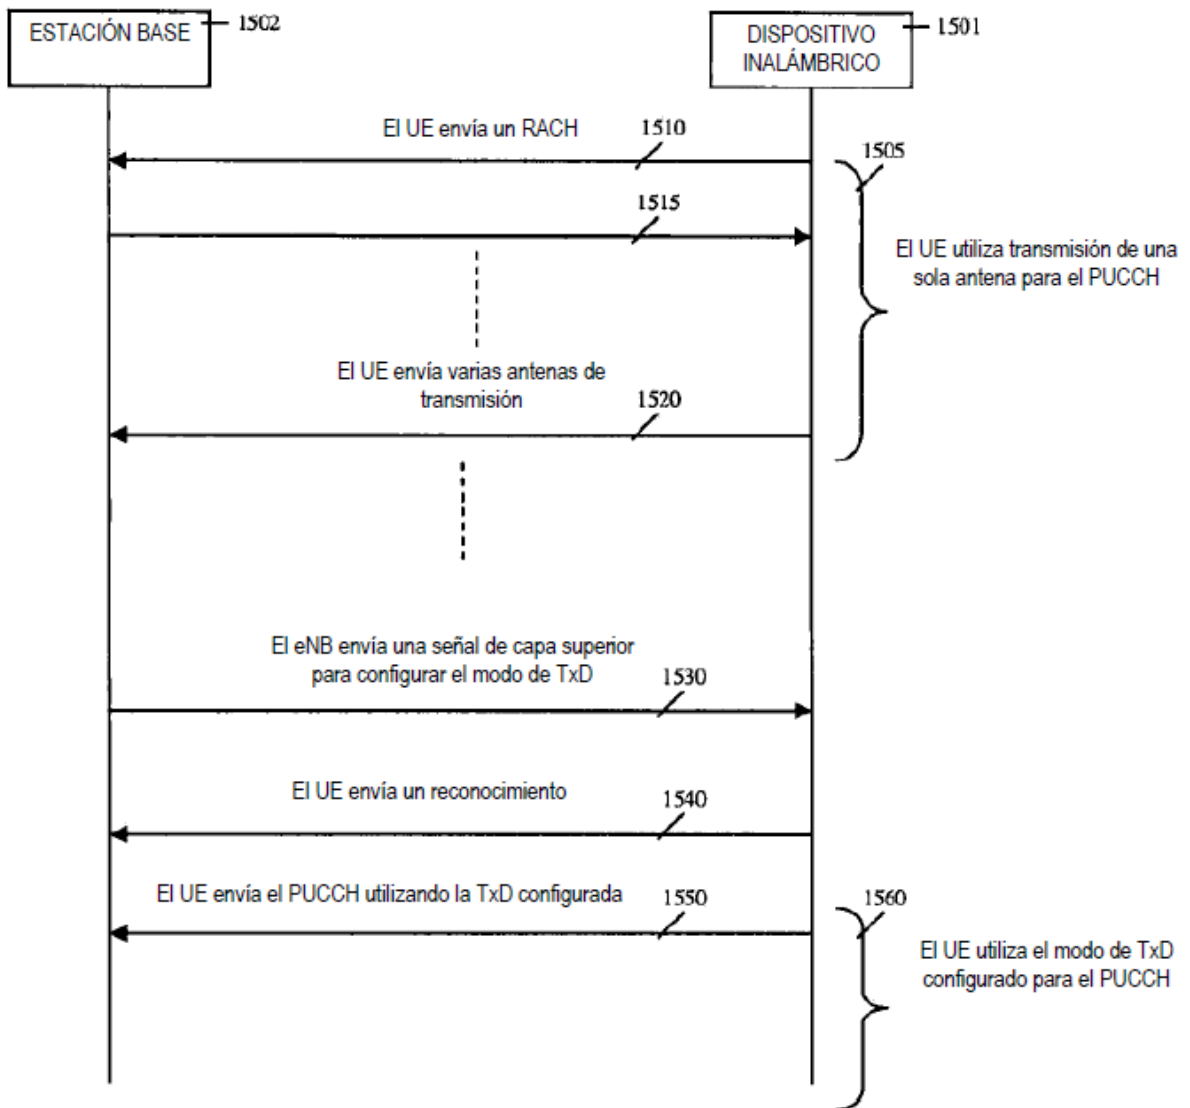 ESTACIÓN BASE
1502
DISPOSITIVO
INALÁMBRICO
1501
El UE envía un RACH
1510
1505
1515
El UE utiliza transmisión de una
sola antena para el PUCCH
El UE envía varias antenas de
transmisión
1520
El eNB envía una señal de capa superior
para configurar el modo de TxD
1530
El UE envía un reconocimiento
1540
El UE envía el PUCCH utilizando la TxD configurada
1550
1560
El UE utiliza el modo de TxD
configurado para el PUCCH